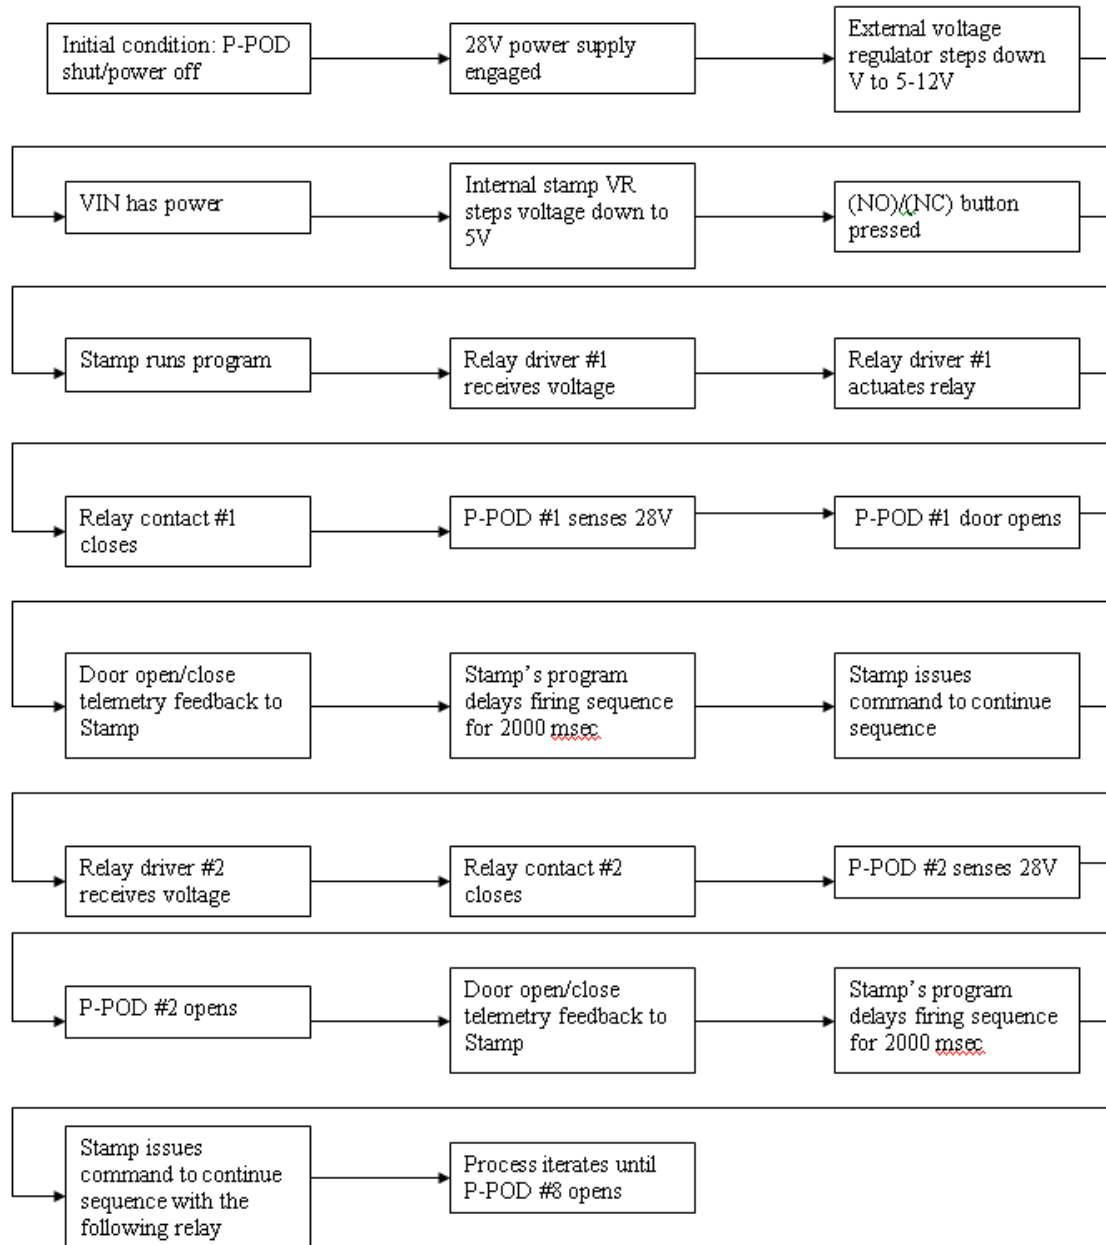 Initial condition: P-POD
shut/power off
28V power supply
engaged
External voltage
regulator steps down
V to 5-12V
VIN has power
Internal stamp VR
steps voltage down to
5V
(NO)/(NC) button
pressed
Stamp runs program
Relay driver #1
receives voltage
Relay driver #1
actuates relay
Relay contact #1
closes
P-POD #1 senses 28V
P-POD #1 door opens
Door open/close
telemetry feedback to
Stamp
Stamp's program
delays firing sequence
for 2000 msec
Stamp issues
command to continue
sequence
Relay driver #2
receives voltage
Relay contact #2
closes
P-POD #2 senses 28V
P-POD #2 opens
Door open/close
telemetry feedback to
Stamp
Stamp's program
delays firing sequence
for 2000 msec
Stamp issues
command to continue
sequence with the
following relay
Process iterates until
P-POD #8 opens